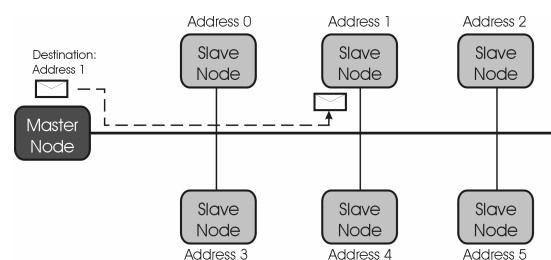 Address 0
Address 1
Address 2
Destination:
Address 1
Slave
Node
Slave
Node
Slave
Node
Master
Node
Slave
Node
Slave
Node
Slave
Node
Address 3
Address 4
Address 5